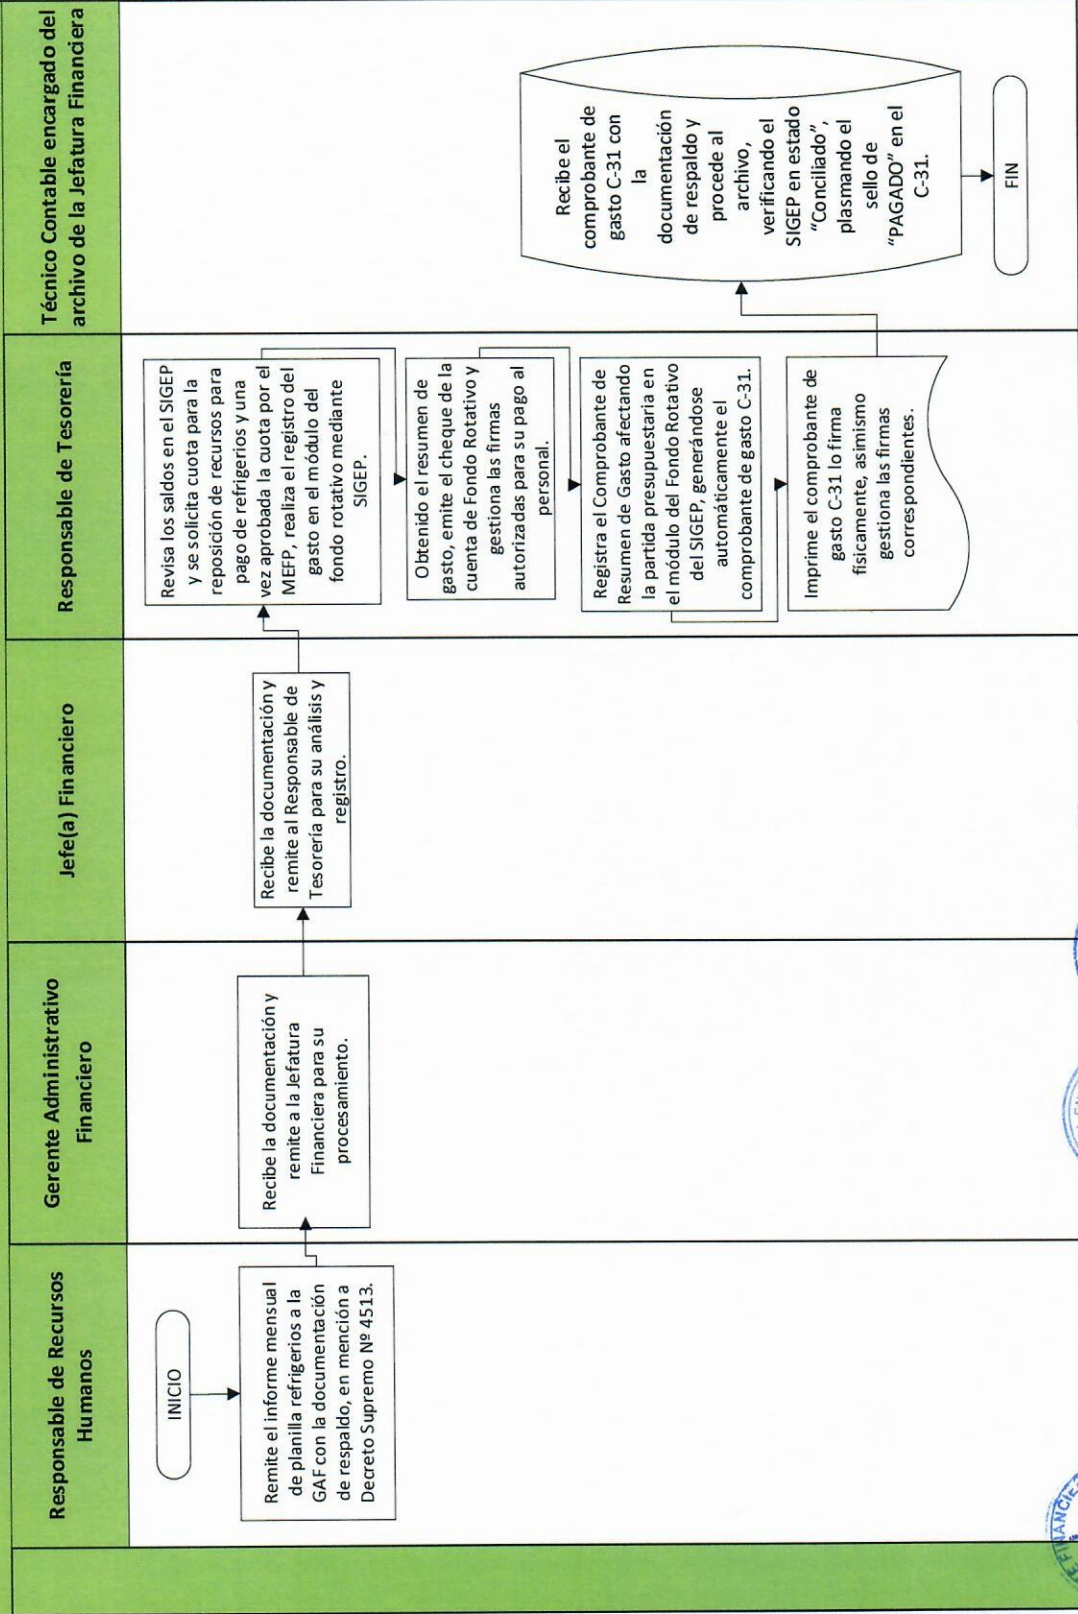 Responsable de Recursos
Humanos
Gerente Administrativo
Financiero
Jefe(a) Financiero
Responsable de Tesorería
Técnico Contable encargado del
archivo de la Jefatura Financiera
INICIO
Remite el informe mensual
de planilla refrigerios a la
GAF con la documentación
de respaldo, en mención a
Decreto Supremo Nº 4513.
Recibe la documentación y
remite a la Jefatura
Financiera para su
procesamiento.
Recibe la documentación y
remite al Responsable de
Tesorería para su análisis y
registro.
Revisa los saldos en el SIGEP
y se solicita cuota para la
reposición de recursos para
pago de refrigerios y una
vez aprobada la cuota por el
MEFP, realiza el registro del
gasto en el módulo del
fondo rotativo mediante
SIGEP.
Obtenido el resumen de
gasto, emite el cheque de la
cuenta de Fondo Rotativo y
gestiona las firmas
autorizadas para su pago al
personal.
Registra el Comprobante de
Resumen de Gasto afectando
la partida presupuestaria en
el módulo del Fondo Rotativo
del SIGEP, generándose
automáticamente el
comprobante de gasto C-31.
Imprime el comprobante de
gasto C-31 lo firma
físicamente, asimismo
gestiona las firmas
correspondientes.
Recibe el
comprobante de
gasto C-31 con
la
documentación
de respaldo y
procede al
archivo,
verificando el
SIGEP en estado
"Conciliado",
plasmando el
sello de
"PAGADO" en el
C-31.
FIN